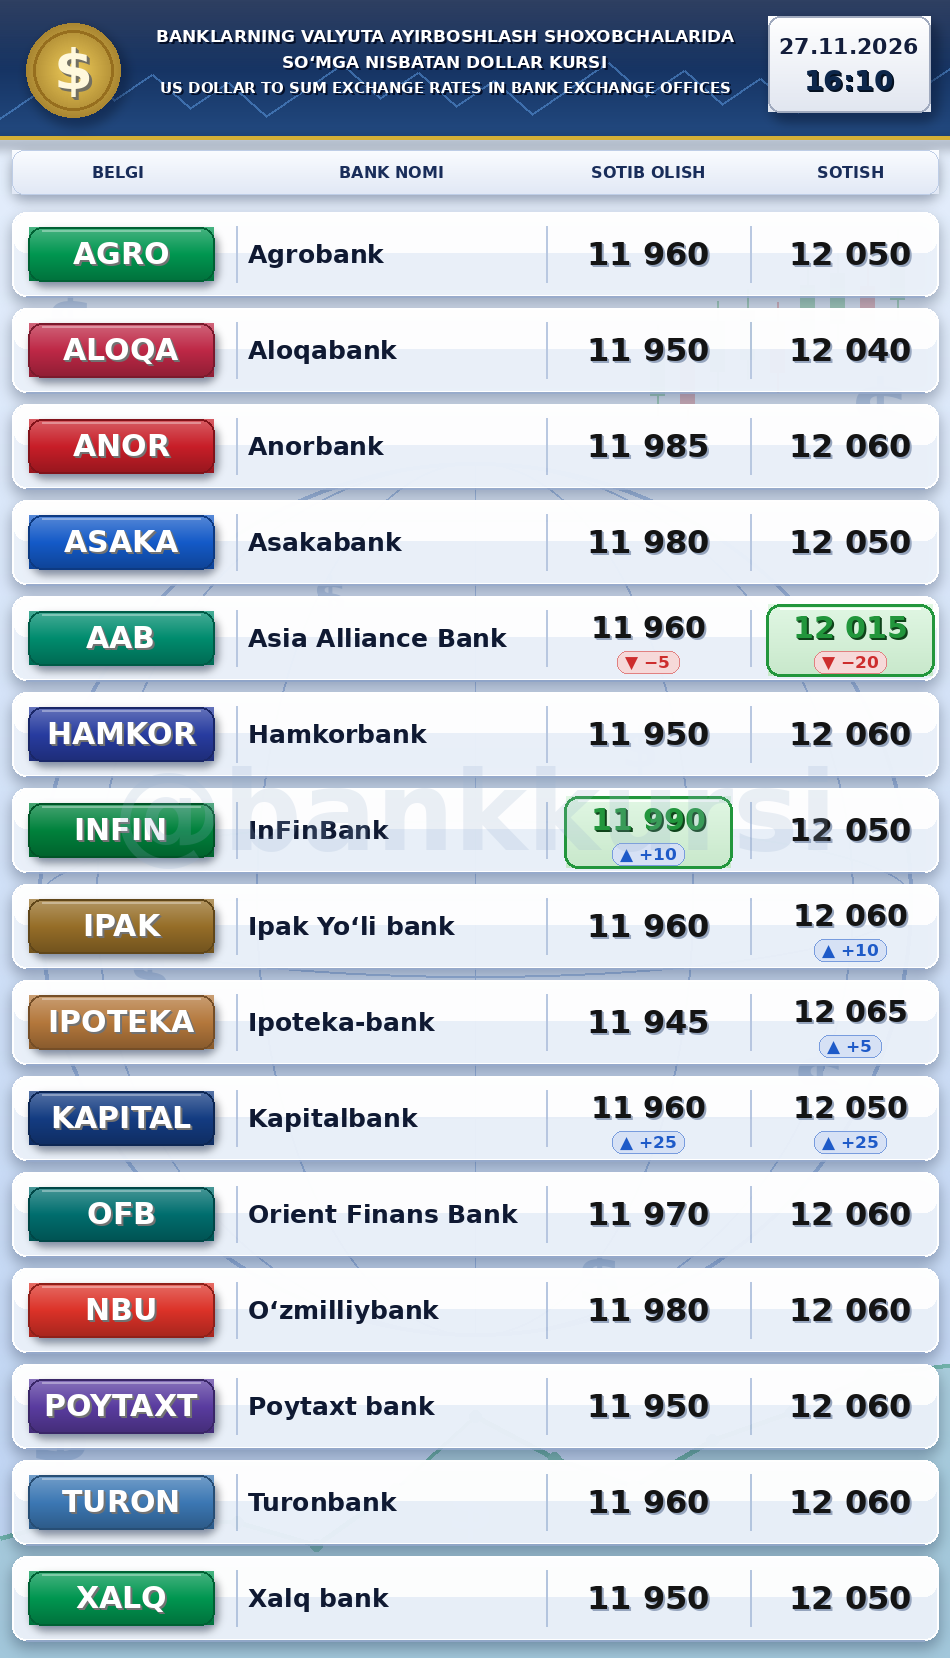 $
BANKLARNING VALYUTA AYIRBOSHLASH SHOXOBCHALARIDA
SO‘MGA NISBATAN DOLLAR KURSI
US DOLLAR TO SUM EXCHANGE RATES IN BANK EXCHANGE OFFICES
27.11.2026
16:10
BELGI BANK NOMI SOTIB OLISH SOTISH
AGRO Agrobank 11 960 12 050
ALOQA Aloqabank 11 950 12 040
ANOR Anorbank 11 985 12 060
ASAKA Asakabank 11 980 12 050
AAB Asia Alliance Bank 11 960 12 015
▼ −5 ▼ −20
HAMKOR Hamkorbank 11 950 12 060
@bankkursi
INFIN InFinBank 11 990 12 050
▲ +10
IPAK Ipak Yo‘li bank 11 960 12 060
▲ +10
IPOTEKA Ipoteka-bank 11 945 12 065
▲ +5
KAPITAL Kapitalbank 11 960 12 050
▲ +25 ▲ +25
OFB Orient Finans Bank 11 970 12 060
NBU O‘zmilliybank 11 980 12 060
POYTAXT Poytaxt bank 11 950 12 060
TURON Turonbank 11 960 12 060
XALQ Xalq bank 11 950 12 050